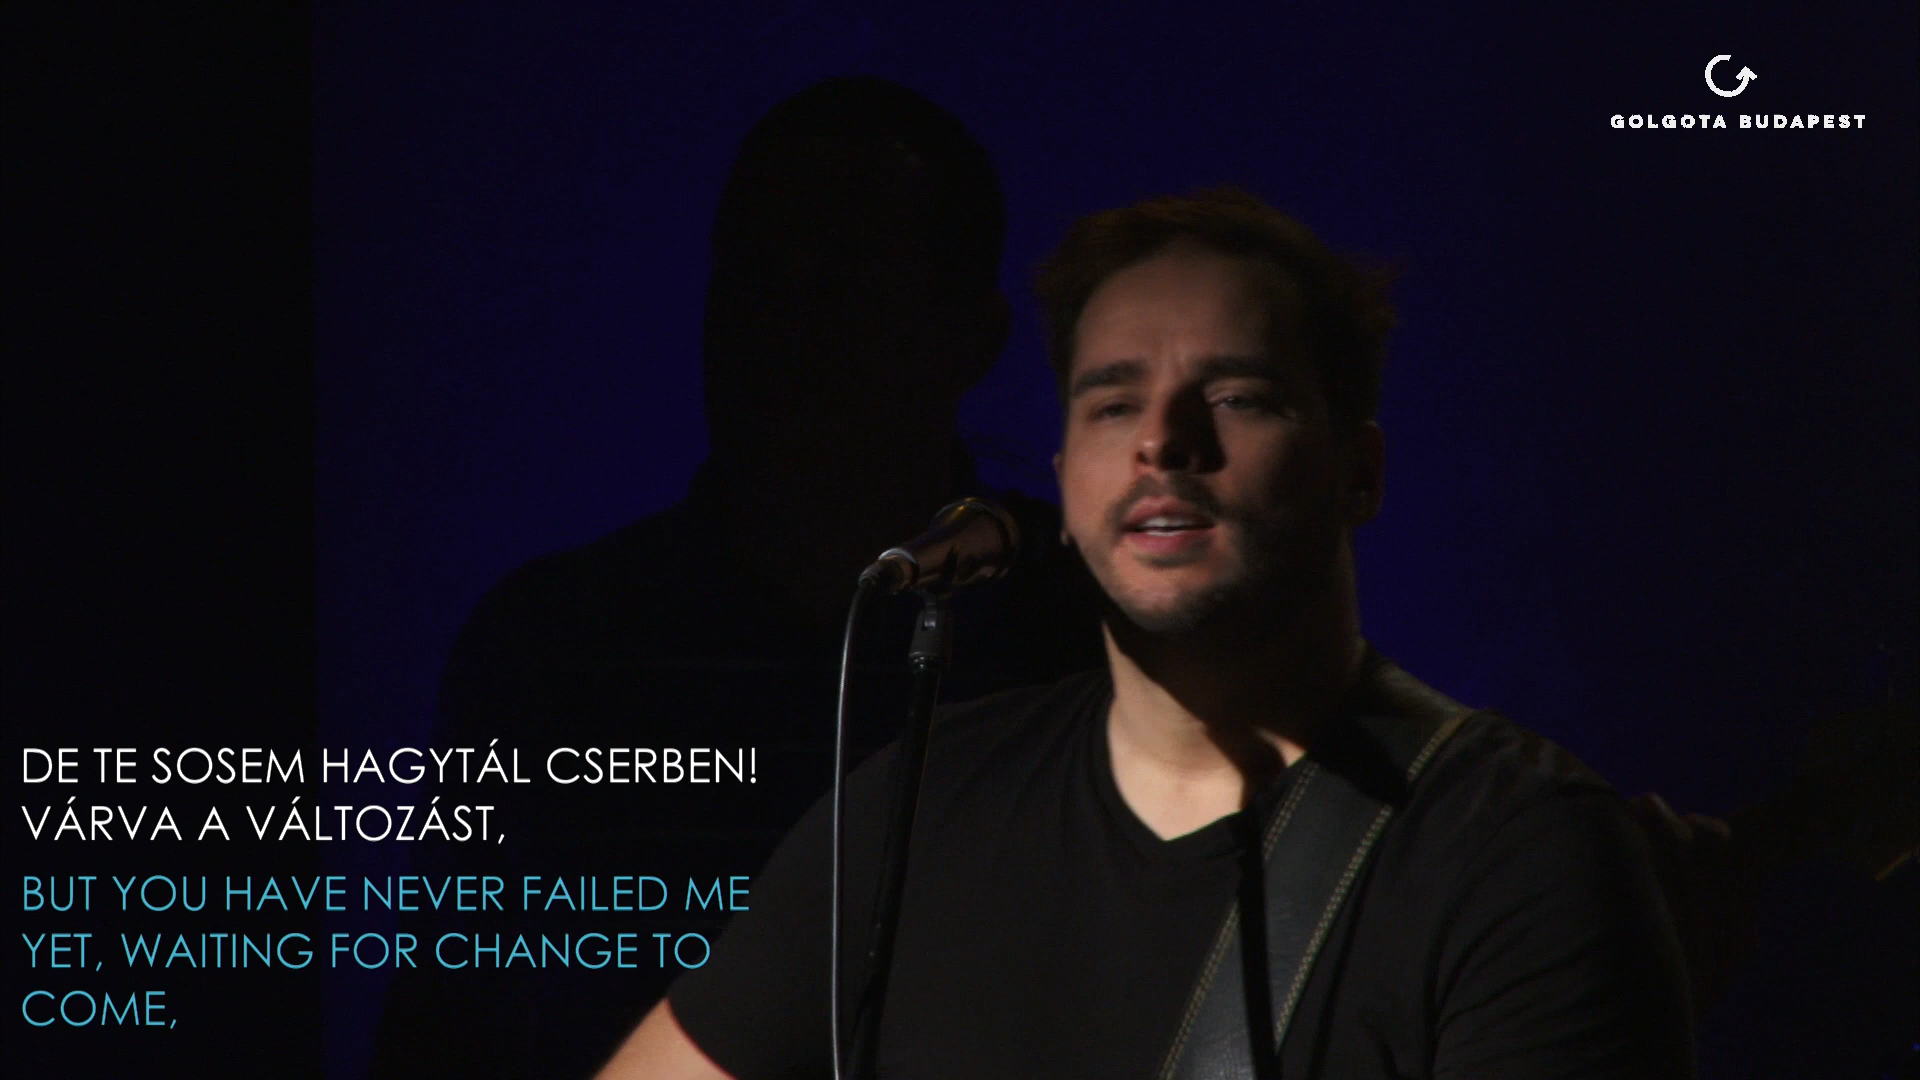 GOLGOTA BUDAPEST
DE TE SOSEM HAGYTÁL CSERBEN!
VÁRVA A VÁLTOZÁST,
BUT YOU HAVE NEVER FAILED ME
YET, WAITING FOR CHANGE TO
COME,